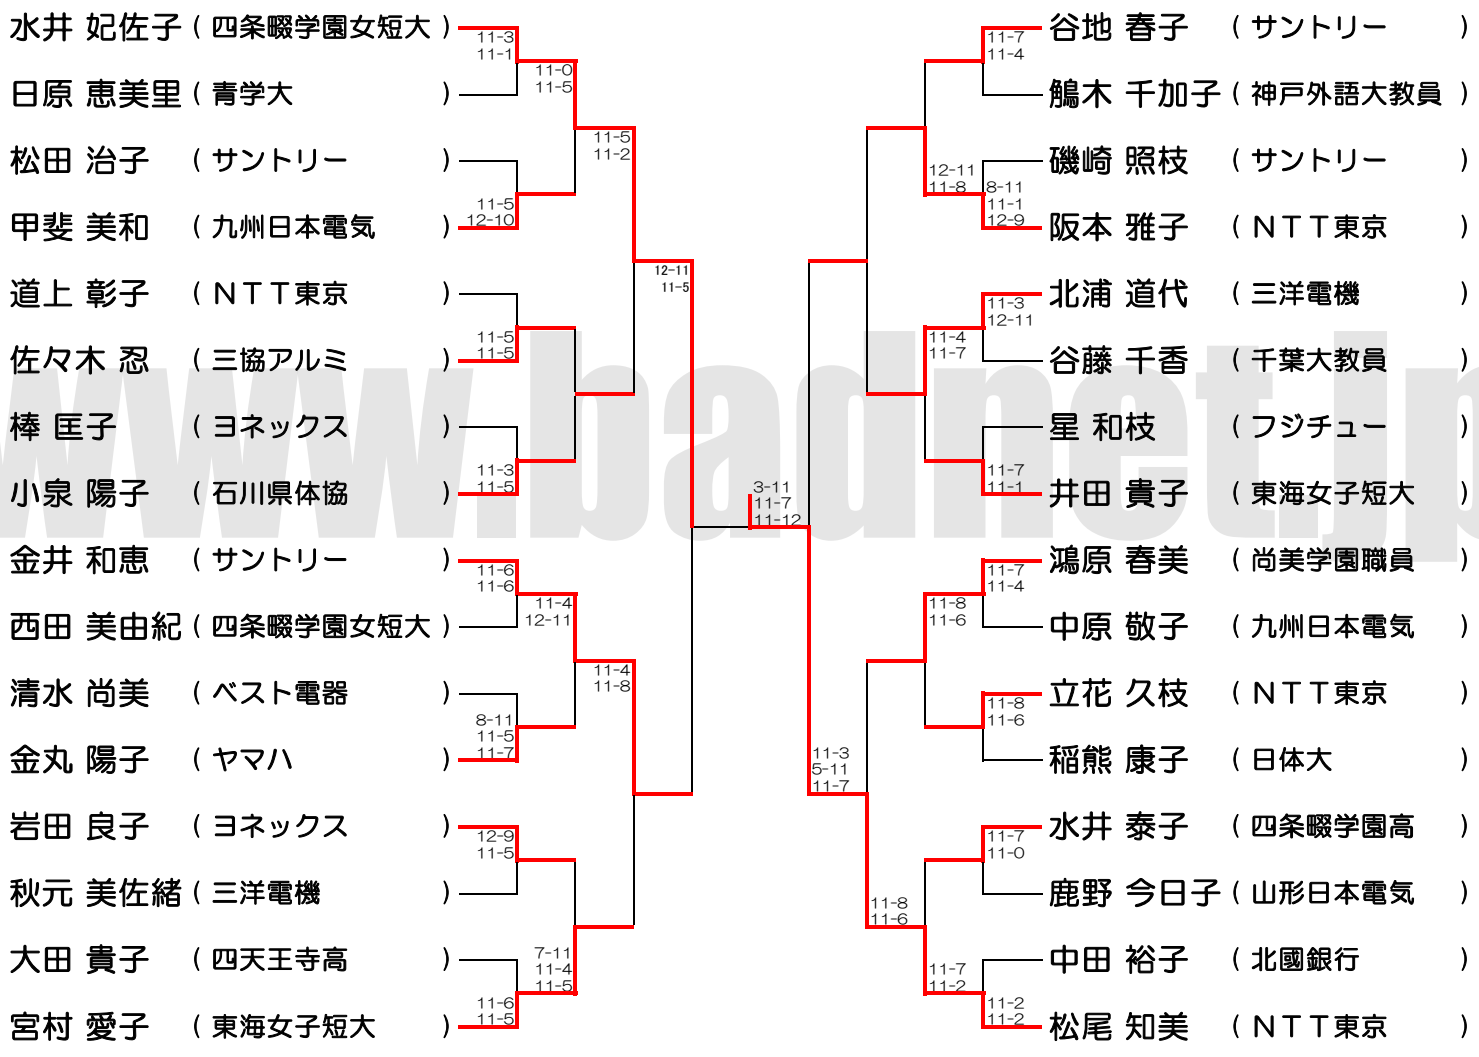 水井 妃佐子 ( 四条畷学園女短大 )
日原 恵美里 ( 青学大 )
松田 治子 ( サントリー )
甲斐 美和 ( 九州日本電気 )
道上 彰子 ( ＮＴＴ東京 )
佐々木 忍 ( 三協アルミ )
棒 匡子 ( ヨネックス )
小泉 陽子 ( 石川県体協 )
金井 和恵 ( サントリー )
西田 美由紀 ( 四条畷学園女短大 )
清水 尚美 ( ベスト電器 )
金丸 陽子 ( ヤマハ )
岩田 良子 ( ヨネックス )
秋元 美佐緒 ( 三洋電機 )
大田 貴子 ( 四天王寺高 )
宮村 愛子 ( 東海女子短大 )
11-3
11-1
11-5
12-10
11-5
11-5
11-3
11-5
11-6
11-6
8-11
11-5
11-7
12-9
11-5
11-6
11-5
11-0
11-5
11-4
12-11
7-11
11-4
11-5
11-5
11-2
11-4
11-8
12-11
11-5
3-11
11-7
11-12
11-3
5-11
11-7
11-8
11-6
12-11
11-8
11-4
11-7
11-8
11-6
11-7
11-2
11-7
11-4
8-11
11-1
12-9
11-3
12-11
11-7
11-1
11-7
11-4
11-8
11-6
11-7
11-0
11-2
11-2
谷地 春子 ( サントリー )
鵤木 千加子 ( 神戸外語大教員 )
磯崎 照枝 ( サントリー )
阪本 雅子 ( ＮＴＴ東京 )
北浦 道代 ( 三洋電機 )
谷藤 千香 ( 千葉大教員 )
星 和枝 ( フジチュー )
井田 貴子 ( 東海女子短大 )
鴻原 春美 ( 尚美学園職員 )
中原 敬子 ( 九州日本電気 )
立花 久枝 ( ＮＴＴ東京 )
稲熊 康子 ( 日体大 )
水井 泰子 ( 四条畷学園高 )
鹿野 今日子 ( 山形日本電気 )
中田 裕子 ( 北國銀行 )
松尾 知美 ( ＮＴＴ東京 )
www.badnet.jp